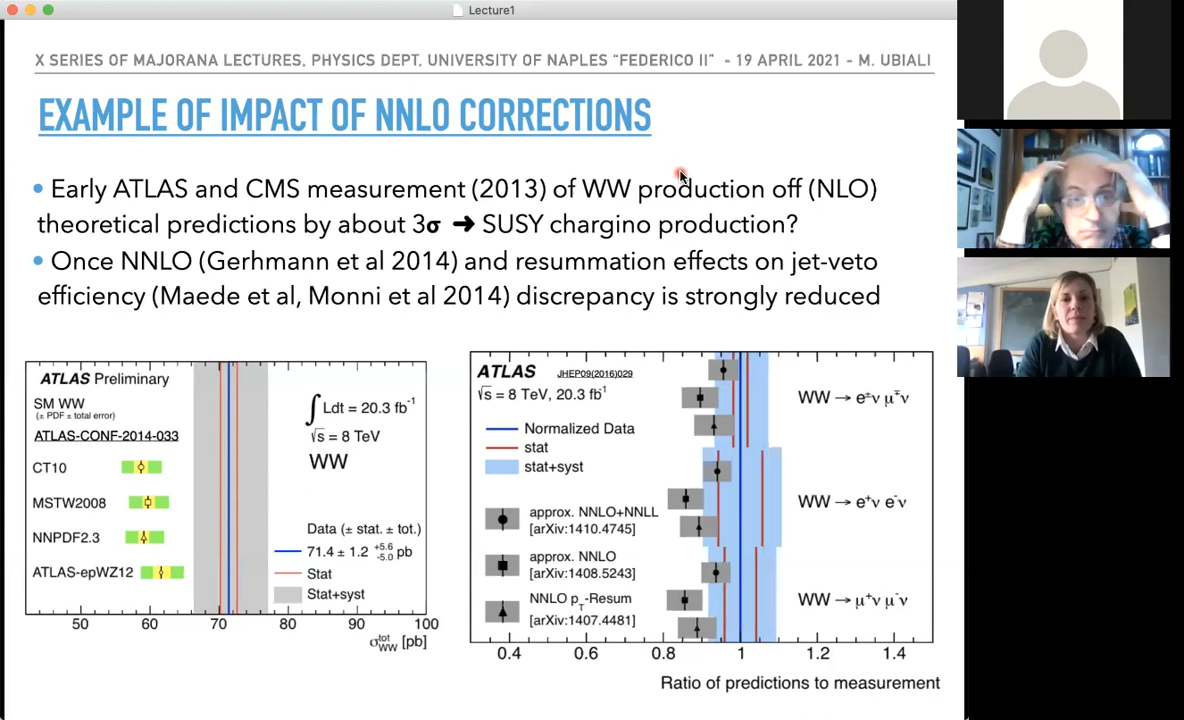 Lecture1
X SERIES OF MAJORANA LECTURES, PHYSICS DEPT, UNIVERSITY OF NAPLES "FEDERICO II" - 19 APRIL 2021 - M. UBIALI
EXAMPLE OF IMPACT OF NNLO CORRECTIONS
• Early ATLAS and CMS measurement (2013) of WW production off (NLO)
theoretical predictions by about 3σ ➜ SUSY chargino production?
• Once NNLO (Gerhmann et al 2014) and resummation effects on jet-veto
efficiency (Maede et al, Monni et al 2014) discrepancy is strongly reduced
ATLAS Preliminary
SM WW
(± PDF ± total error)
ATLAS-CONF-2014-033
CT10
MSTW2008
NNPDF2.3
ATLAS-epWZ12
∫ Ldt = 20.3 fb⁻¹
√s = 8 TeV
WW
Data (± stat. ± tot.)
71.4 ± 1.2 +5.6 -5.0 pb
Stat
Stat+syst
50 60 70 80 90 100
σ_WW^tot [pb]
ATLAS JHEP09(2016)029
√s = 8 TeV, 20.3 fb⁻¹
Normalized Data
stat
stat+syst
approx. NNLO+NNLL
[arXiv:1410.4745]
approx. NNLO
[arXiv:1408.5243]
NNLO p_T-Resum
[arXiv:1407.4481]
WW → e±ν μ∓ν
WW → e⁺ν e⁻ν
WW → μ⁺ν μ⁻ν
0.4 0.6 0.8 1 1.2 1.4
Ratio of predictions to measurement